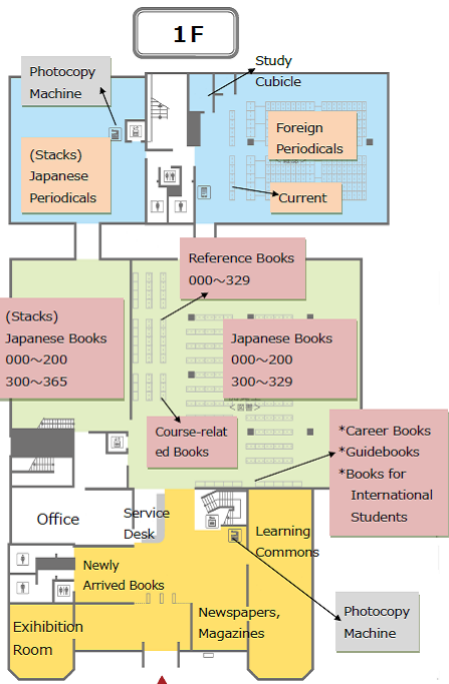 1F
Photocopy
Machine
Study
Cubicle
(Stacks)
Japanese
Periodicals
Foreign
Periodicals
Current
Reference Books
000～329
(Stacks)
Japanese Books
000～200
300～365
Japanese Books
000～200
300～329
Course-relat
ed Books
*Career Books
*Guidebooks
*Books for
International
Students
Office
Service
Desk
Learning
Commons
Newly
Arrived Books
Photocopy
Machine
Newspapers,
Magazines
Exihibition
Room